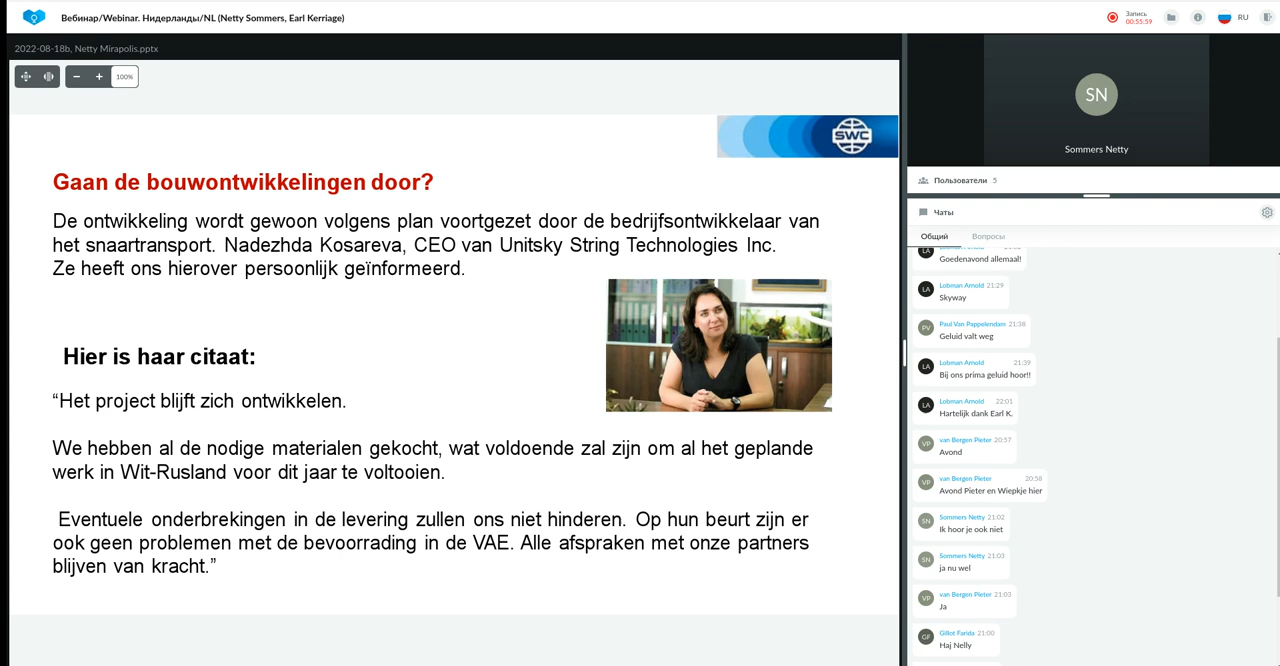 Вебинар/Webinar. Нидерланды/NL (Netty Sommers, Earl Kerriage)
Запись
00:55:59
RU
2022-08-18b, Netty Mirapolis.pptx
100%
SWC
Gaan de bouwontwikkelingen door?
De ontwikkeling wordt gewoon volgens plan voortgezet door de bedrijfsontwikkelaar van
het snaartransport. Nadezhda Kosareva, CEO van Unitsky String Technologies Inc.
Ze heeft ons hierover persoonlijk geïnformeerd.
Hier is haar citaat:
“Het project blijft zich ontwikkelen.
We hebben al de nodige materialen gekocht, wat voldoende zal zijn om al het geplande
werk in Wit-Rusland voor dit jaar te voltooien.
Eventuele onderbrekingen in de levering zullen ons niet hinderen. Op hun beurt zijn er
ook geen problemen met de bevoorrading in de VAE. Alle afspraken met onze partners
blijven van kracht.”
SN
Sommers Netty
Пользователи 5
Чаты
Общий Вопросы
LA
Goedenavond allemaal!
LA
Lobman Arnold 21:29
Skyway
PV
Paul Van Pappelendam 21:38
Geluid valt weg
LA
Lobman Arnold 21:39
Bij ons prima geluid hoor!!
LA
Lobman Arnold 22:01
Hartelijk dank Earl K.
VP
van Bergen Pieter 20:57
Avond
VP
van Bergen Pieter 20:58
Avond Pieter en Wiepkje hier
SN
Sommers Netty 21:02
Ik hoor je ook niet
SN
Sommers Netty 21:03
ja nu wel
VP
van Bergen Pieter 21:03
Ja
GF
Gillot Farida 21:00
Haj Nelly